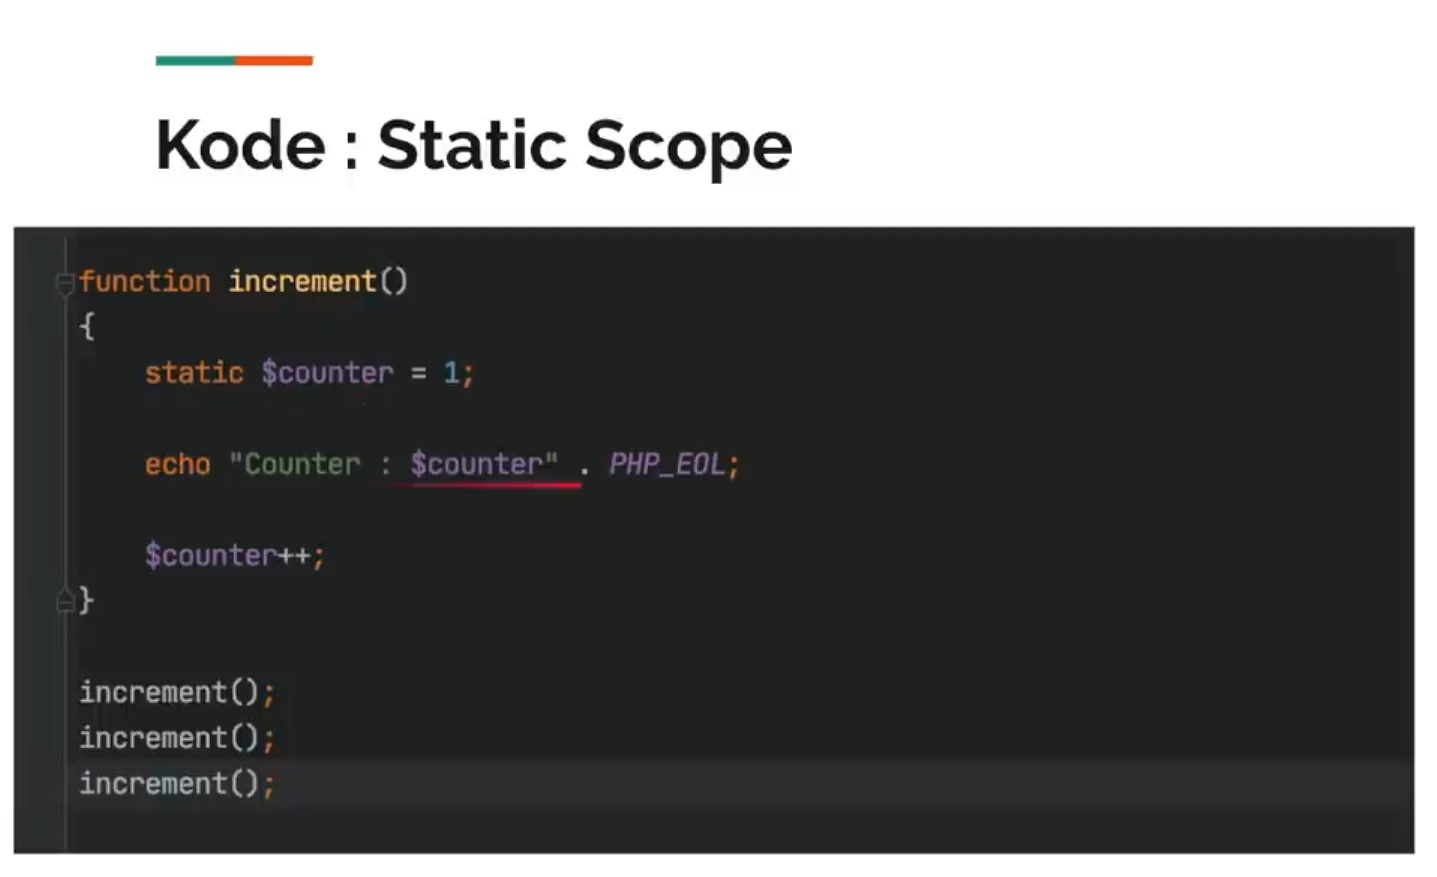 Kode : Static Scope
function increment()
{
    static $counter = 1;
    echo "Counter : $counter" . PHP_EOL;
    $counter++;
}
increment();
increment();
increment();